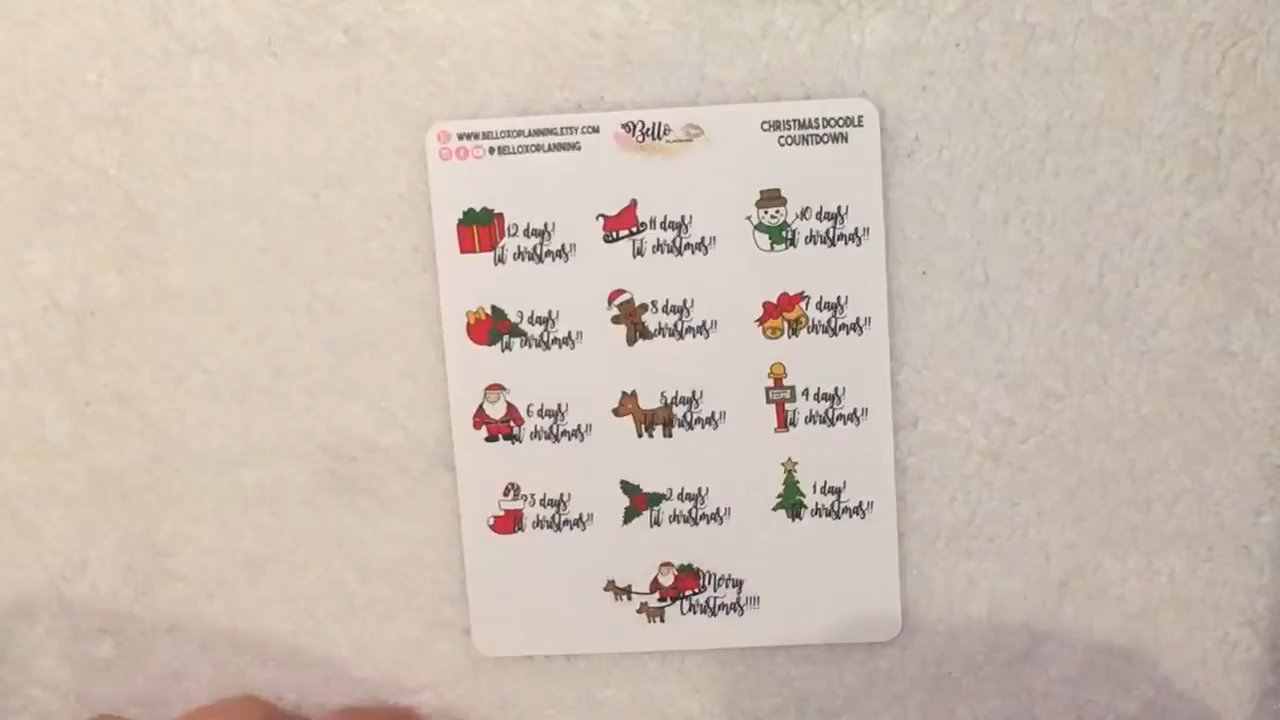 WWW.BELLOXOPLANNING.ETSY.COM
@BELLOXOPLANNING
Bello
PLANNING
CHRISTMAS DOODLE
COUNTDOWN
12 days!
til' christmas!!
11 days!
til' christmas!!
10 days!
til' christmas!!
9 days!
til' christmas!!
8 days!
til' christmas!!
7 days!
til' christmas!!
6 days!
til' christmas!!
5 days!
til' christmas!!
4 days!
til' christmas!!
3 days!
til' christmas!!
2 days!
til' christmas!!
1 day!
til' christmas!!
Merry
Christmas!!!!